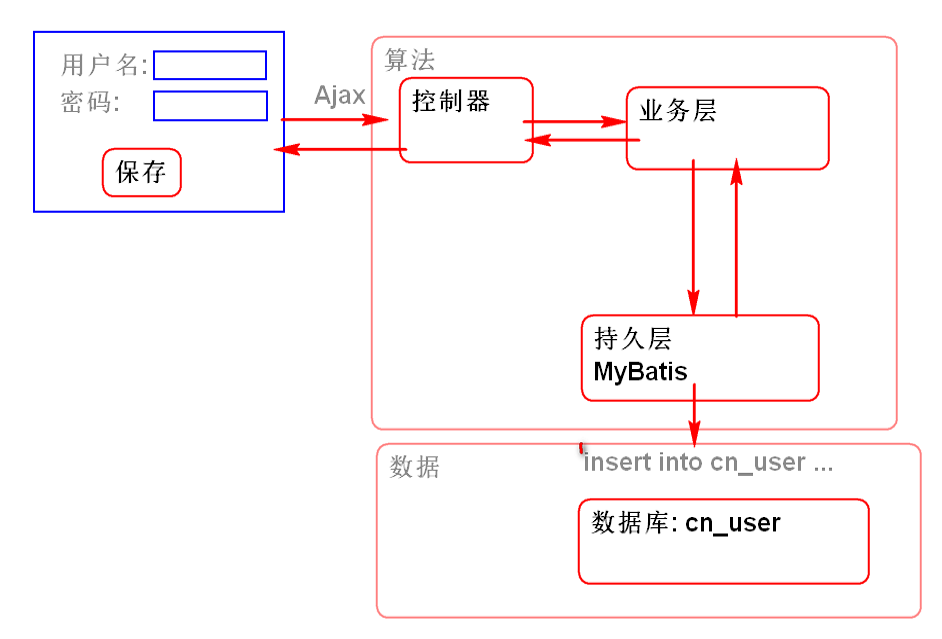 用户名:
密码:
保存
Ajax
算法
控制器
业务层
持久层
MyBatis
数据
insert into cn_user ...
数据库: cn_user